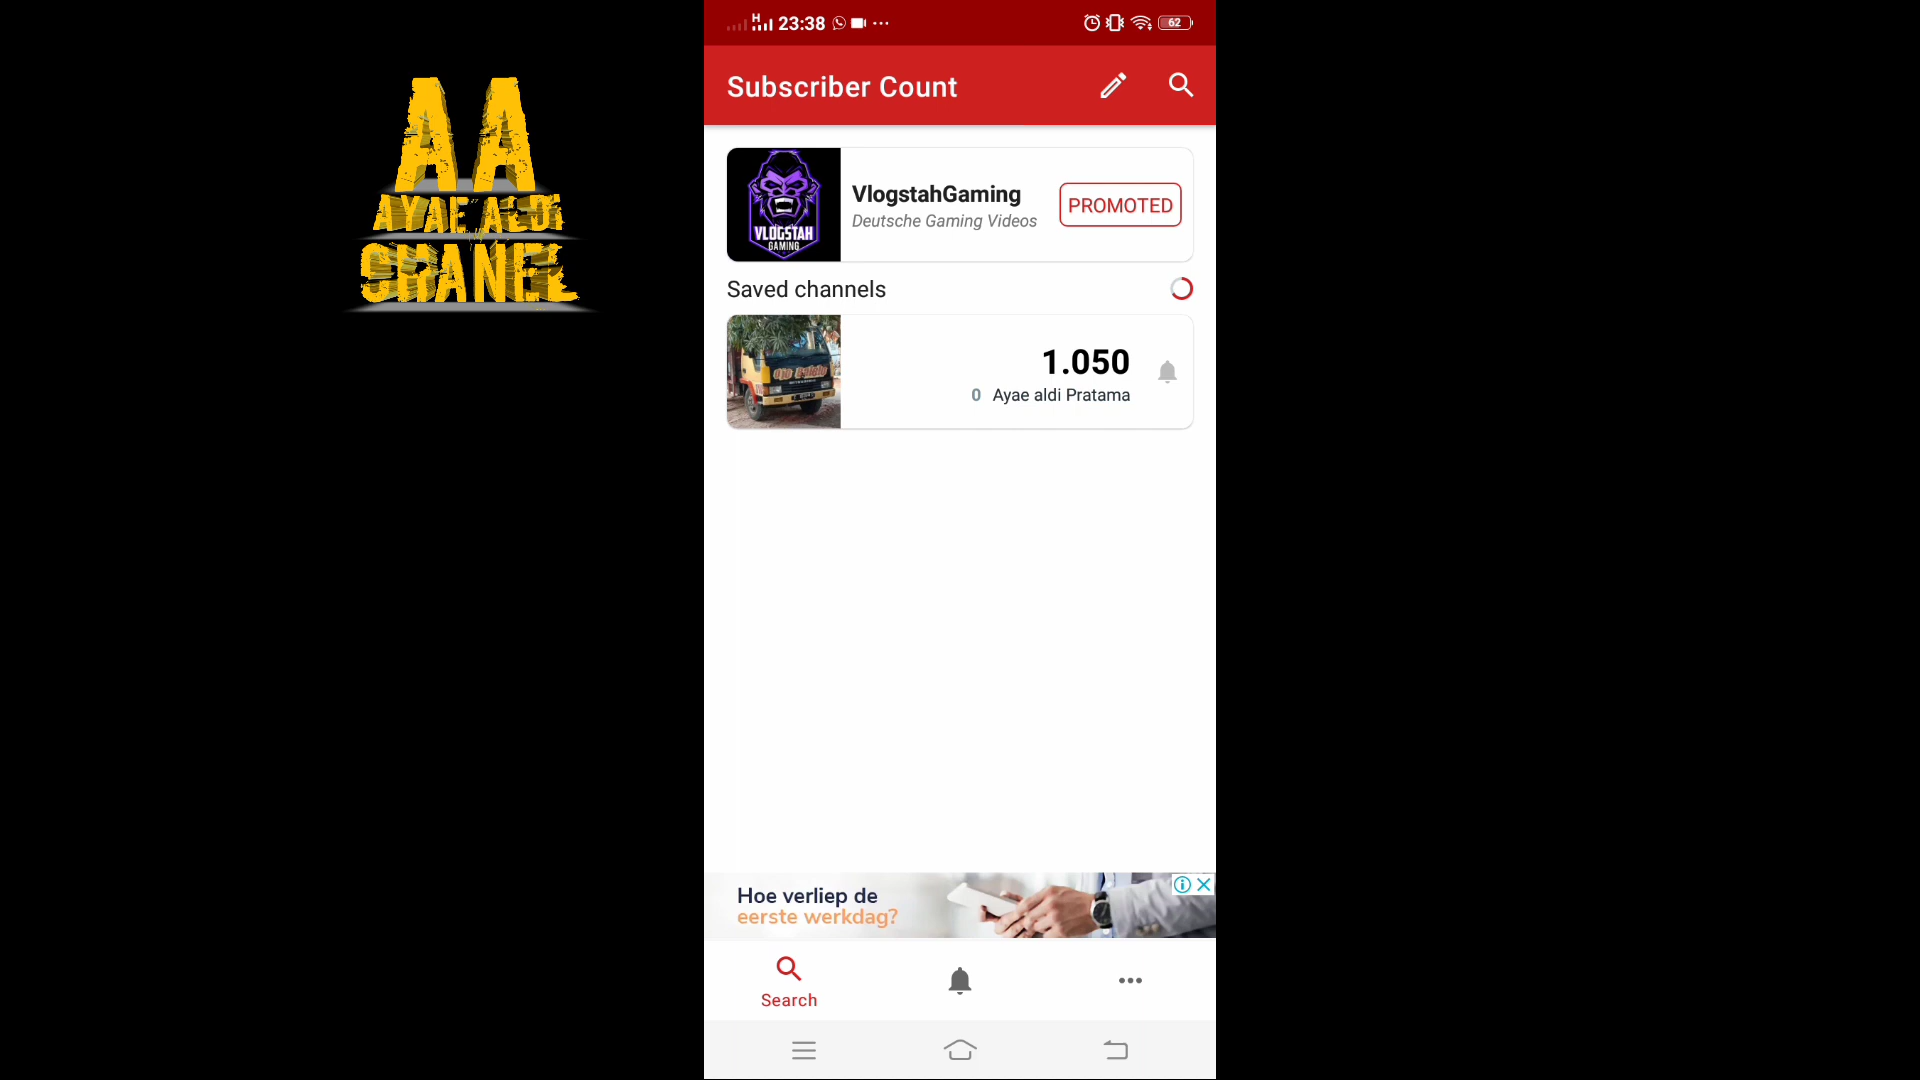 AA
AYAE ALDI
CHANEL
H
23:38
62
Subscriber Count
VLOGSTAH
GAMING
VlogstahGaming
Deutsche Gaming Videos
PROMOTED
Saved channels
1.050
0 Ayae aldi Pratama
Hoe verliep de
eerste werkdag?
Search